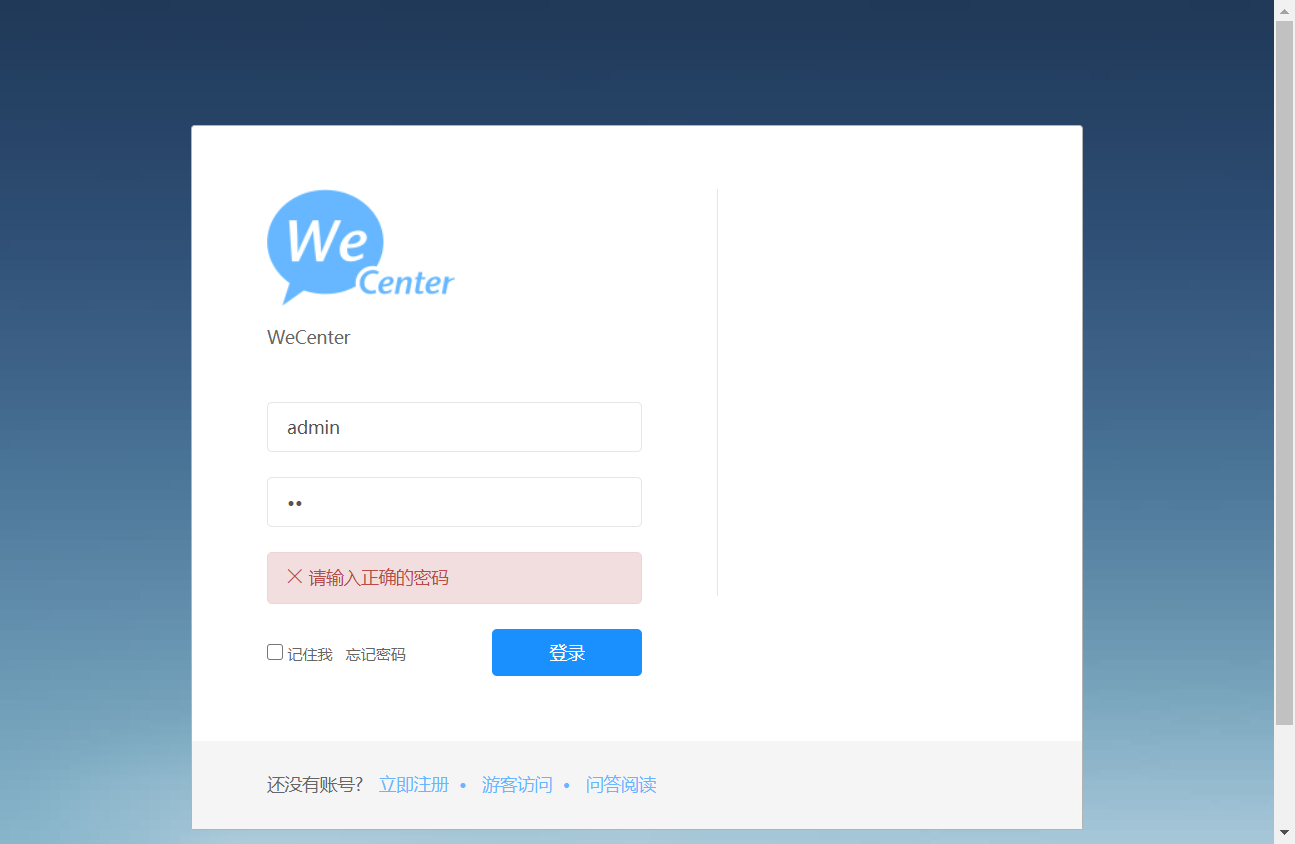 We
Center
WeCenter
admin
••
请输入正确的密码
记住我 忘记密码 登录
还没有账号? 立即注册 • 游客访问 • 问答阅读